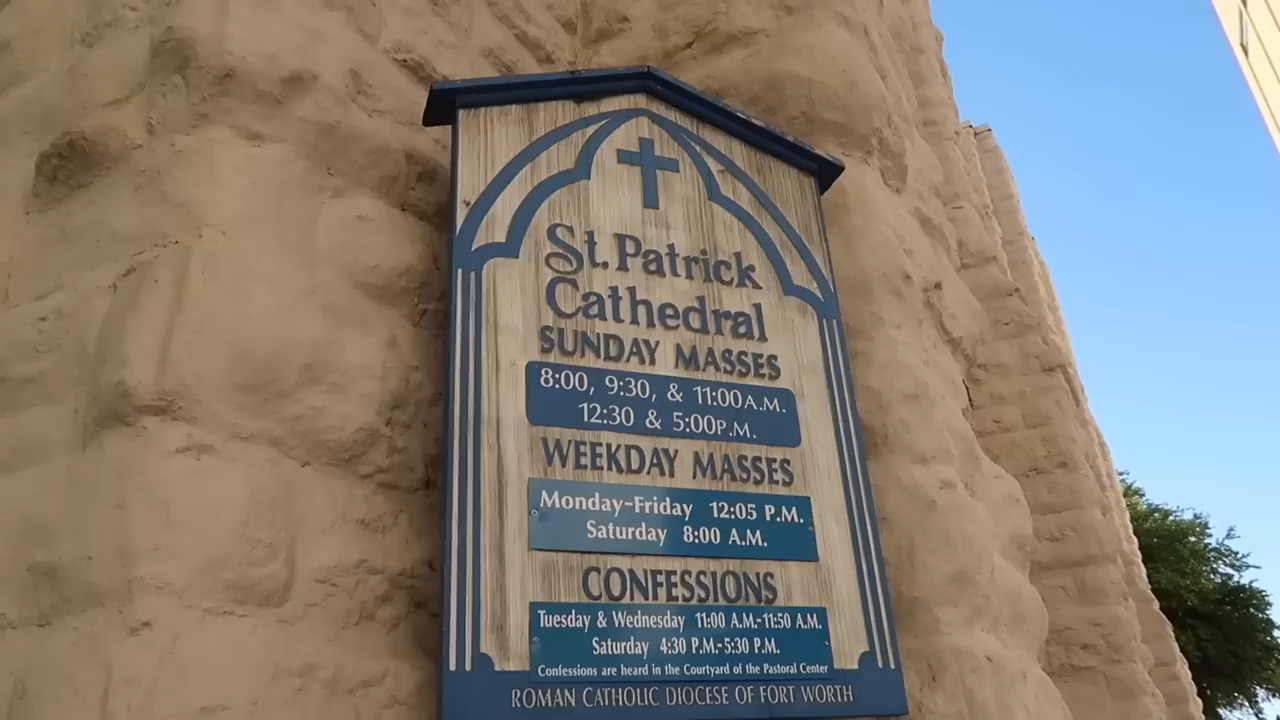 St. Patrick
Cathedral
SUNDAY MASSES
8:00, 9:30, & 11:00A.M.
12:30 & 5:00P.M.
WEEKDAY MASSES
Monday-Friday 12:05 P.M.
Saturday 8:00 A.M.
CONFESSIONS
Tuesday & Wednesday 11:00 A.M.-11:50 A.M.
Saturday 4:30 P.M.-5:30 P.M.
Confessions are heard in the Courtyard of the Pastoral Center
ROMAN CATHOLIC DIOCESE OF FORT WORTH